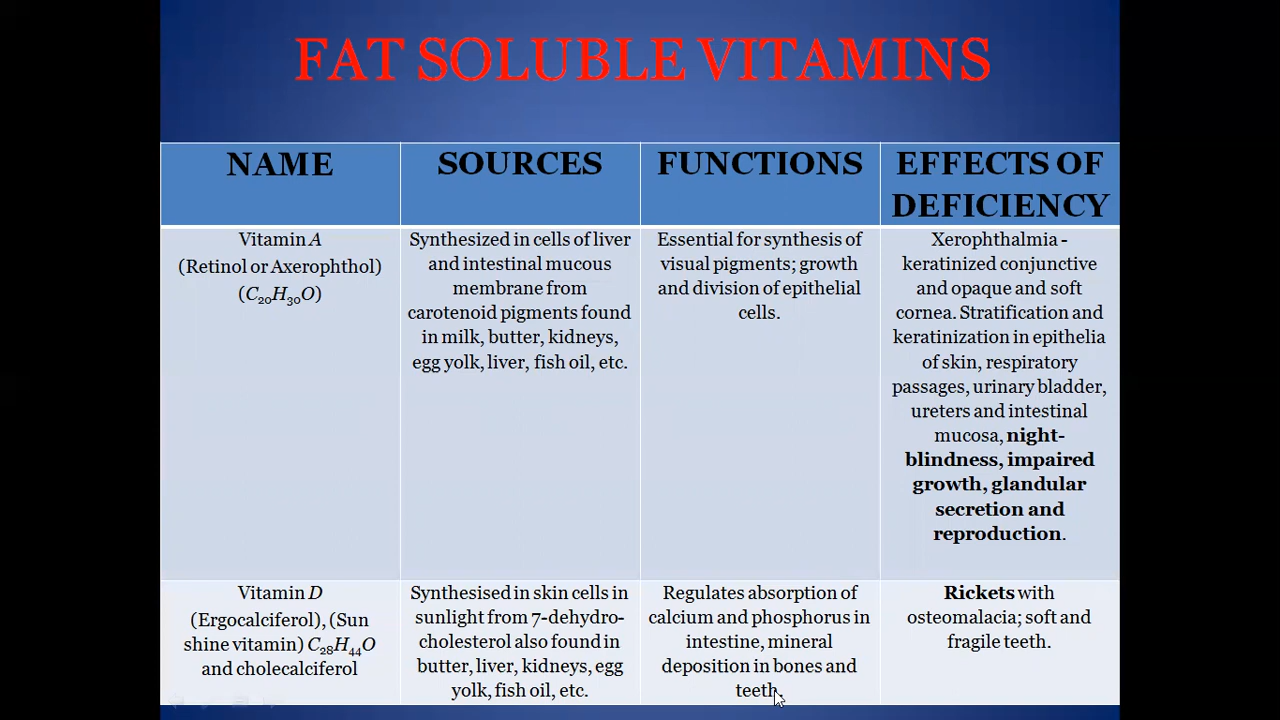 FAT SOLUBLE VITAMINS
NAME
SOURCES
FUNCTIONS
EFFECTS OF
DEFICIENCY
Vitamin A
(Retinol or Axerophthol)
(C₂₀H₃₀O)
Synthesized in cells of liver
and intestinal mucous
membrane from
carotenoid pigments found
in milk, butter, kidneys,
egg yolk, liver, fish oil, etc.
Essential for synthesis of
visual pigments; growth
and division of epithelial
cells.
Xerophthalmia -
keratinized conjunctive
and opaque and soft
cornea. Stratification and
keratinization in epithelia
of skin, respiratory
passages, urinary bladder,
ureters and intestinal
mucosa, night-
blindness, impaired
growth, glandular
secretion and
reproduction.
Vitamin D
(Ergocalciferol), (Sun
shine vitamin) C₂₈H₄₄O
and cholecalciferol
Synthesised in skin cells in
sunlight from 7-dehydro-
cholesterol also found in
butter, liver, kidneys, egg
yolk, fish oil, etc.
Regulates absorption of
calcium and phosphorus in
intestine, mineral
deposition in bones and
teeth.
Rickets with
osteomalacia; soft and
fragile teeth.